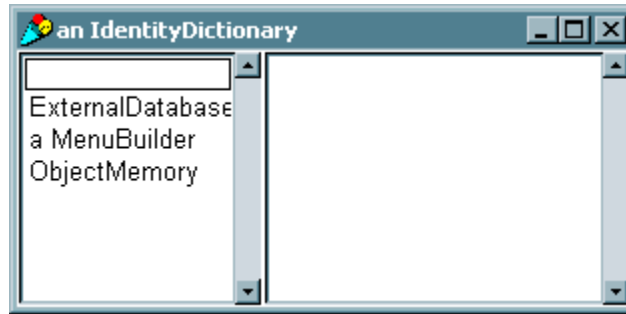 an IdentityDictionary
ExternalDatabase
a MenuBuilder
ObjectMemory